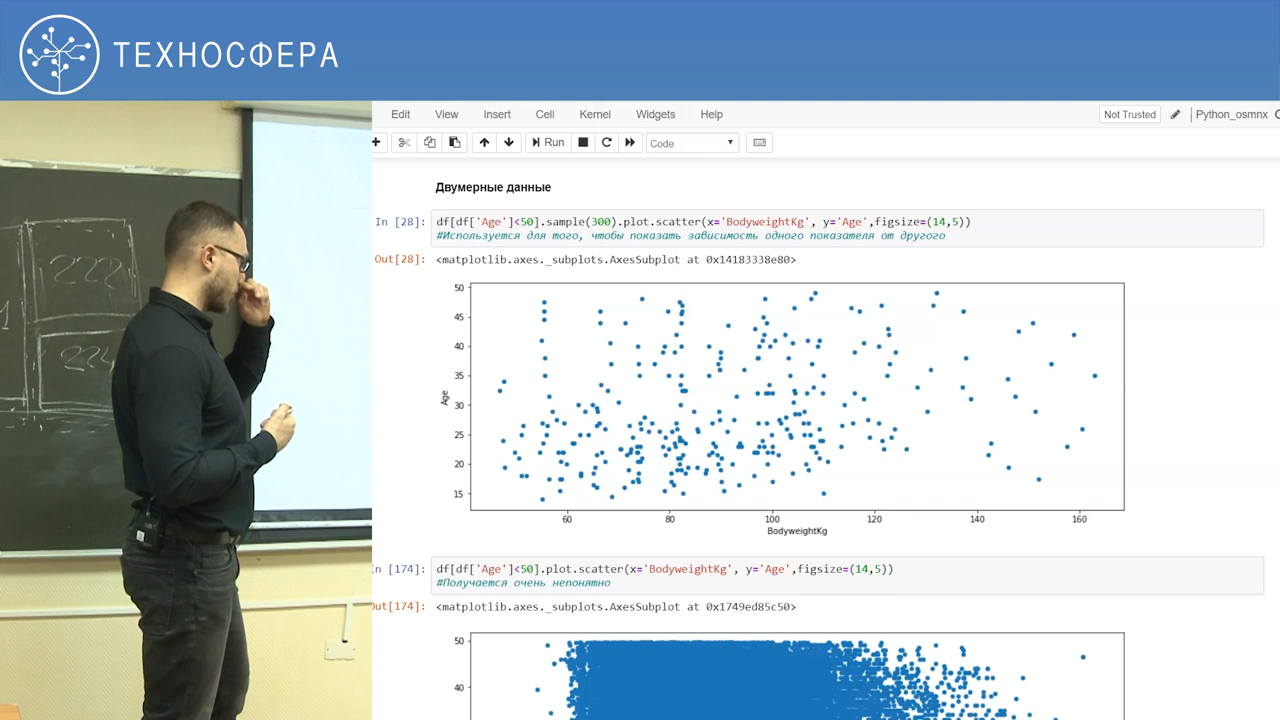 ТЕХНОСФЕРА
Edit View Insert Cell Kernel Widgets Help
Not Trusted Python_osmnx
Run Code
222
224
Двумерные данные
In [28]: df[df['Age']<50].sample(300).plot.scatter(x='BodyweightKg', y='Age',figsize=(14,5))
#Используется для того, чтобы показать зависимость одного показателя от другого
Out[28]: <matplotlib.axes._subplots.AxesSubplot at 0x14183338e80>
50
45
40
35
30
25
20
15
Age
60 80 100 120 140 160
BodyweightKg
In [174]: df[df['Age']<50].plot.scatter(x='BodyweightKg', y='Age',figsize=(14,5))
#Получается очень непонятно
Out[174]: <matplotlib.axes._subplots.AxesSubplot at 0x1749ed85c50>
50
40